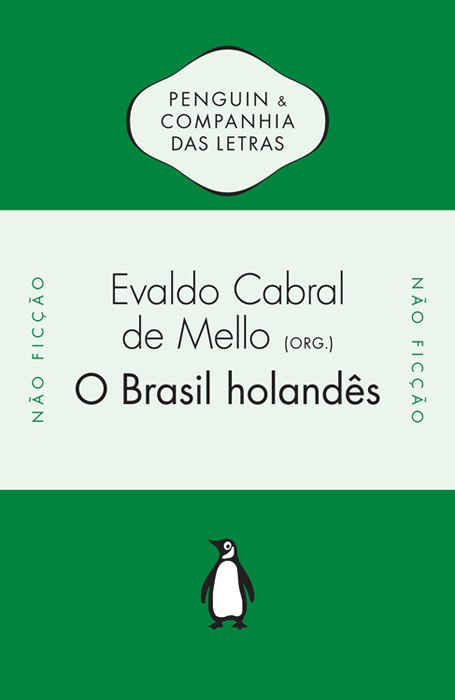 PENGUIN &
COMPANHIA
DAS LETRAS
Evaldo Cabral
de Mello (ORG.)
O Brasil holandês
NÃO FICÇÃO
NÃO FICÇÃO